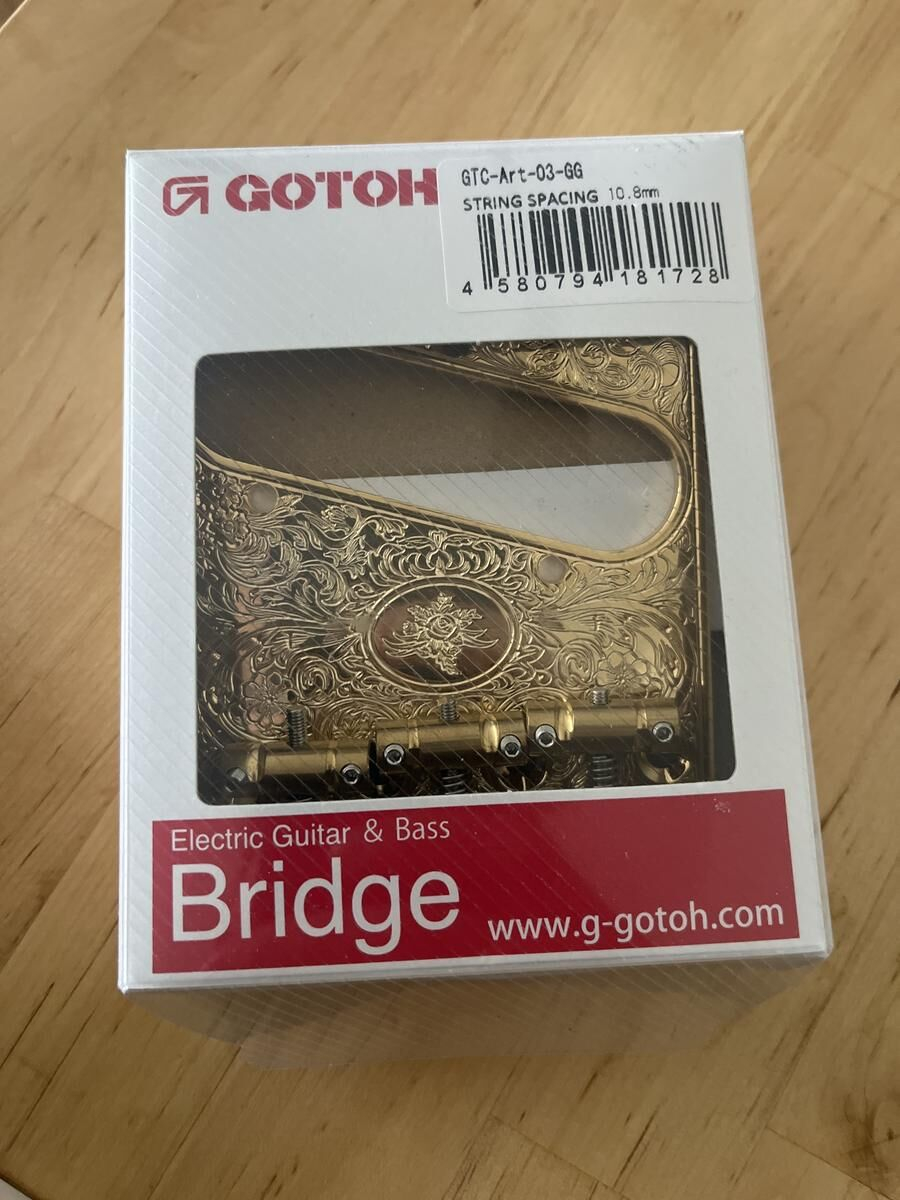 GOTOH
GTC-Art-03-GG
STRING SPACING 10.8mm
4 580794 181728
Electric Guitar & Bass
Bridge
www.g-gotoh.com